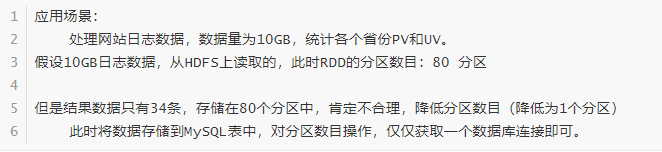 1 应用场景：
2 处理网站日志数据，数据量为10GB，统计各个省份PV和UV。
3 假设10GB日志数据，从HDFS上读取的，此时RDD的分区数目：80 分区
4
5 但是结果数据只有34条，存储在80个分区中，肯定不合理，降低分区数目（降低为1个分区）
6 此时将数据存储到MySQL表中，对分区数目操作，仅仅获取一个数据库连接即可。